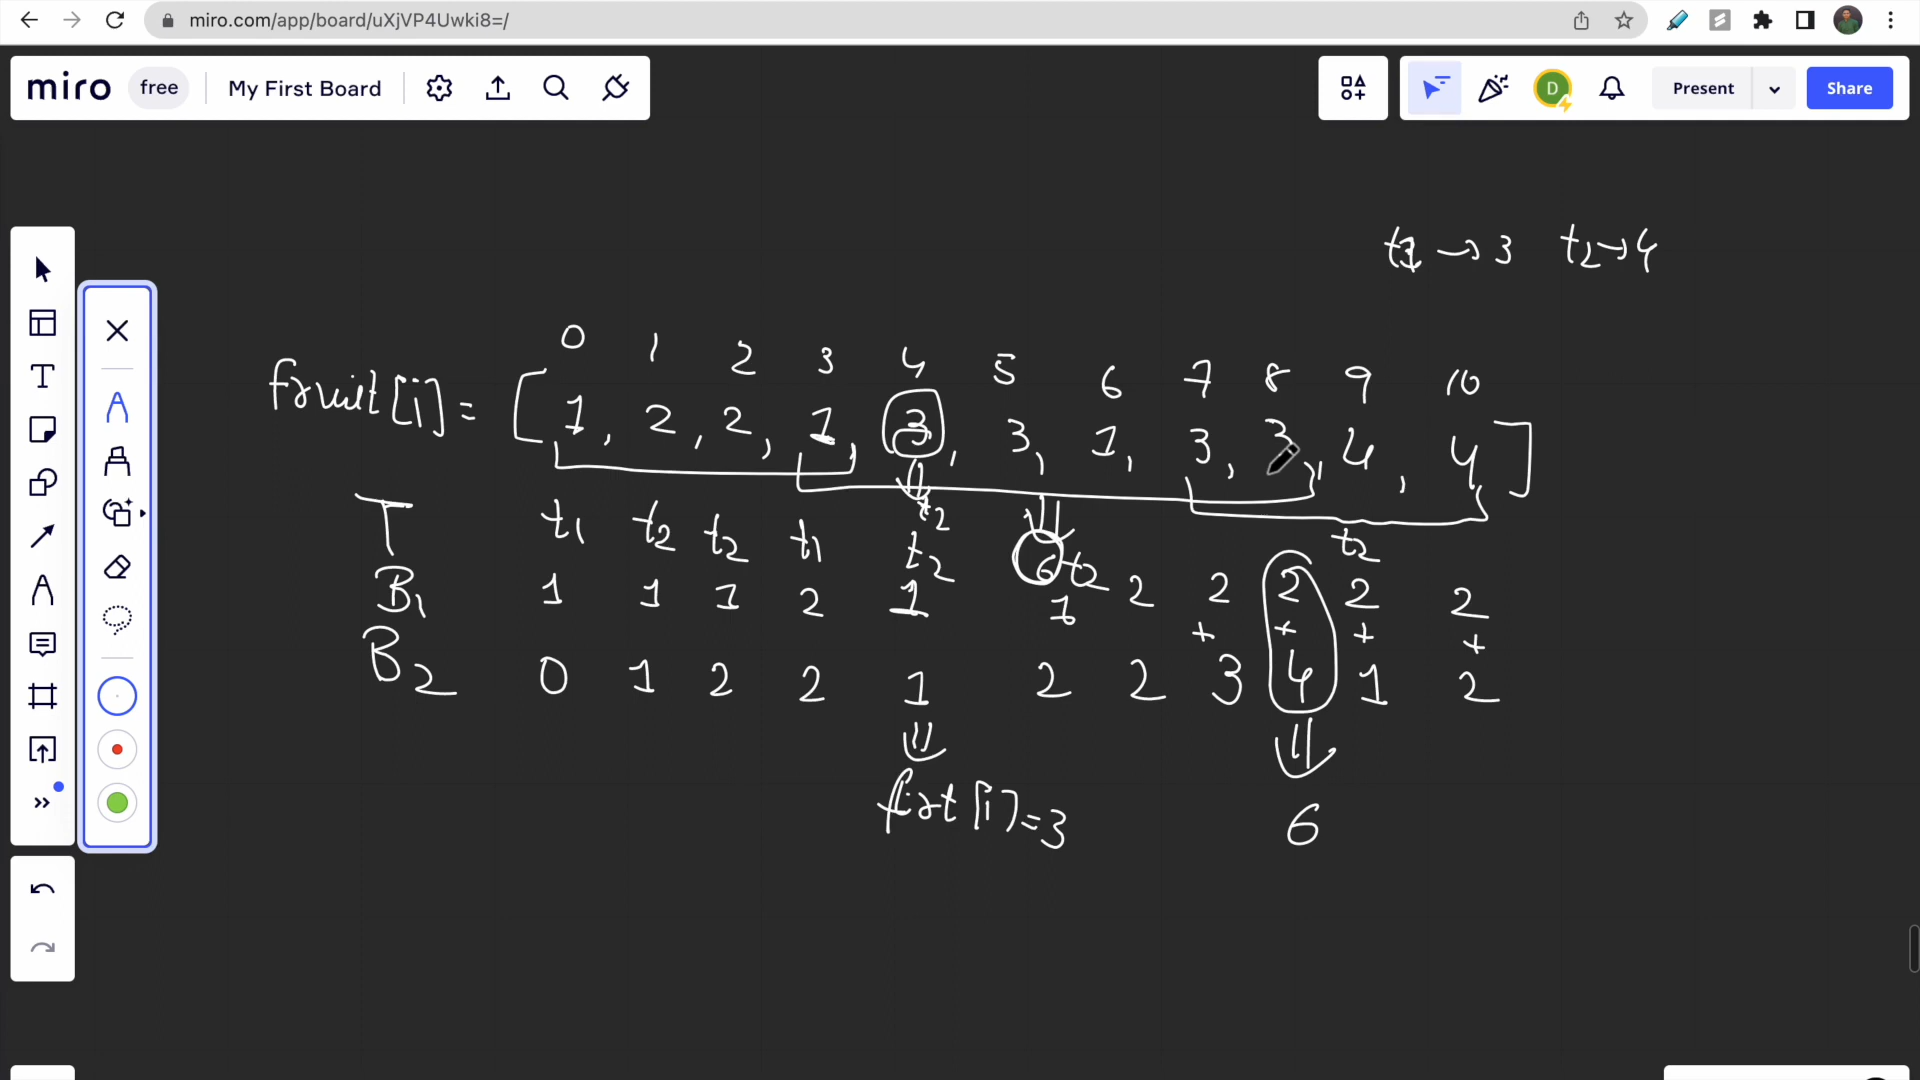 miro.com/app/board/uXjVP4Uwki8=/
miro free My First Board D Present Share
t1 → 3 t2 → 4
0 1 2 3 4 5 6 7 8 9 10
fruit[i] = [1, 2, 2, 1, 3, 3, 1, 3, 3, 4, 4]
t2
T t1 t2 t2 t1 t2 6 t2 t2
B1 1 1 1 2 1 1 2 2 2 2 2
+ + + +
B2 0 1 2 2 1 2 2 3 4 1 2
[i] = 3 6